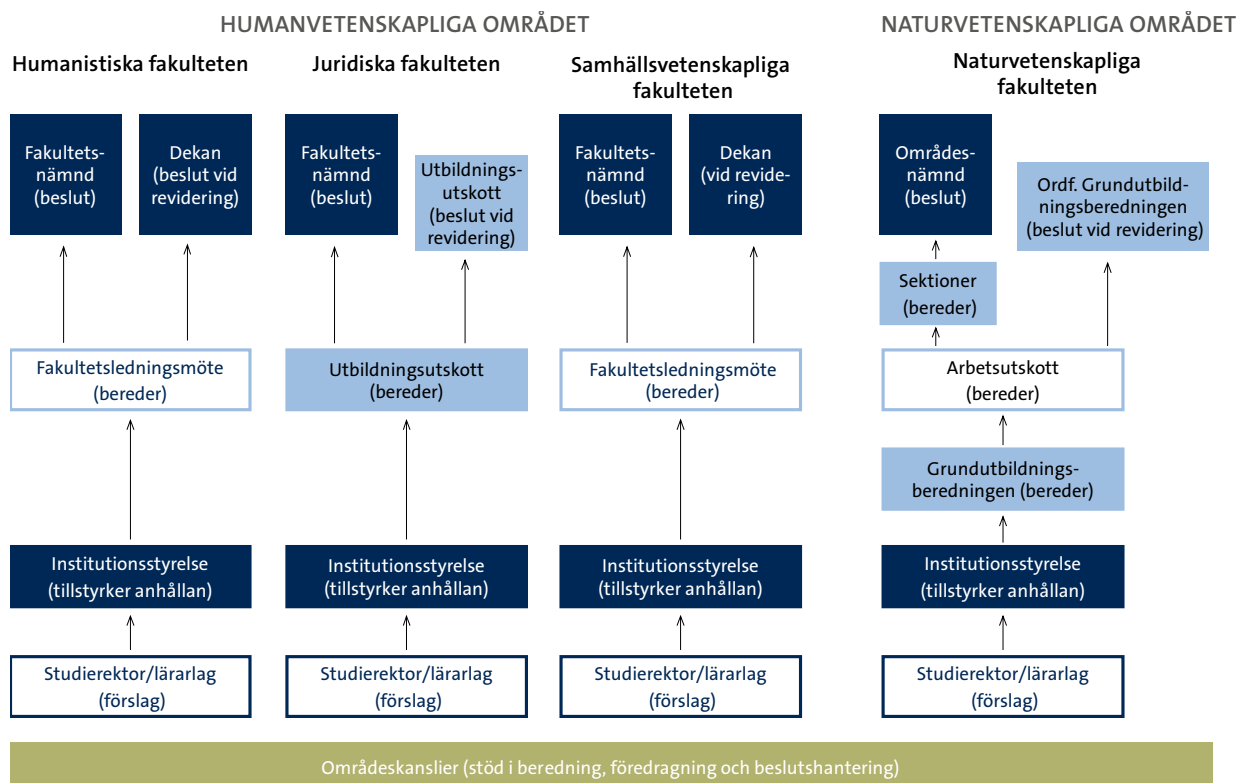 HUMANVETENSKAPLIGA OMRÅDET
NATURVETENSKAPLIGA OMRÅDET
Humanistiska fakulteten
Juridiska fakulteten
Samhällsvetenskapliga
fakulteten
Naturvetenskapliga
fakulteten
Fakultets-
nämnd
(beslut)
Dekan
(beslut vid
revidering)
Fakultets-
nämnd
(beslut)
Utbildnings-
utskott
(beslut vid
revidering)
Fakultets-
nämnd
(beslut)
Dekan
(vid revide-
ring)
Områdes-
nämnd
(beslut)
Ordf. Grundutbild-
ningsberedningen
(beslut vid revidering)
Sektioner
(bereder)
Fakultetsledningsmöte
(bereder)
Utbildningsutskott
(bereder)
Fakultetsledningsmöte
(bereder)
Arbetsutskott
(bereder)
Grundutbildnings-
beredningen (bereder)
Institutionsstyrelse
(tillstyrker anhållan)
Institutionsstyrelse
(tillstyrker anhållan)
Institutionsstyrelse
(tillstyrker anhållan)
Institutionsstyrelse
(tillstyrker anhållan)
Studierektor/lärarlag
(förslag)
Studierektor/lärarlag
(förslag)
Studierektor/lärarlag
(förslag)
Studierektor/lärarlag
(förslag)
Områdeskanslier (stöd i beredning, föredragning och beslutshantering)